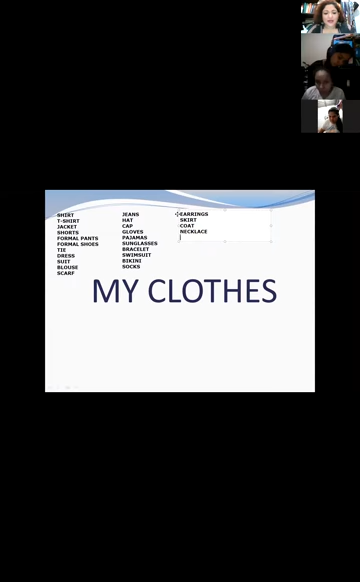 SHIRT
T-SHIRT
JACKET
SHORTS
FORMAL PANTS
FORMAL SHOES
TIE
DRESS
SUIT
BLOUSE
SCARF
JEANS
HAT
CAP
GLOVES
PAJAMAS
SUNGLASSES
BRACELET
SWIMSUIT
BIKINI
SOCKS
EARRINGS
SKIRT
COAT
NECKLACE
MY CLOTHES